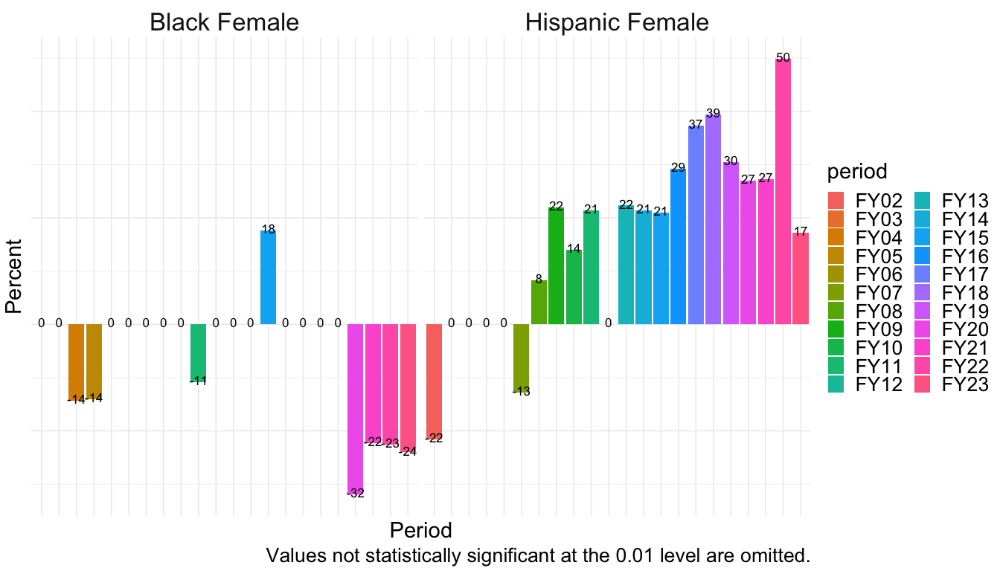 Black Female
Hispanic Female
Percent
0 0 -14 -14 0 0 0 0 0 -11 0 0 0 18 0 0 0 0 -32 -22 -23 -24
-22 0 0 0 0 -13 8 22 14 21 0 22 21 21 29 37 39 30 27 27 50 17
Period
Values not statistically significant at the 0.01 level are omitted.
period
FY02 FY13
FY03 FY14
FY04 FY15
FY05 FY16
FY06 FY17
FY07 FY18
FY08 FY19
FY09 FY20
FY10 FY21
FY11 FY22
FY12 FY23